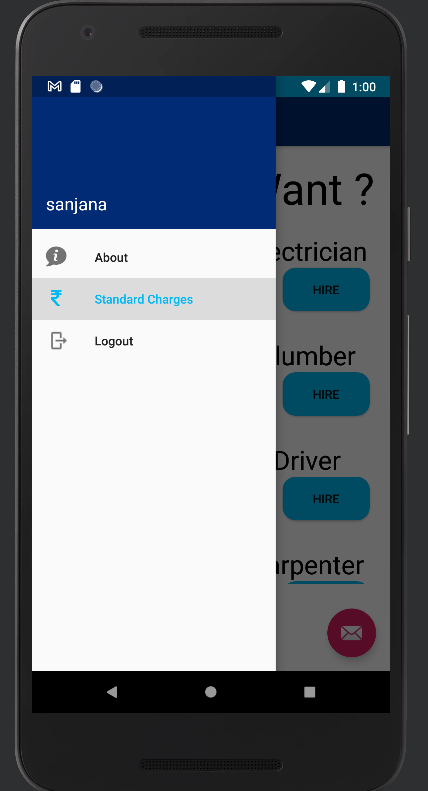 1:00
Want ?
sanjana
ectrician
About
HIRE
Standard Charges
Logout
lumber
HIRE
Driver
HIRE
arpenter